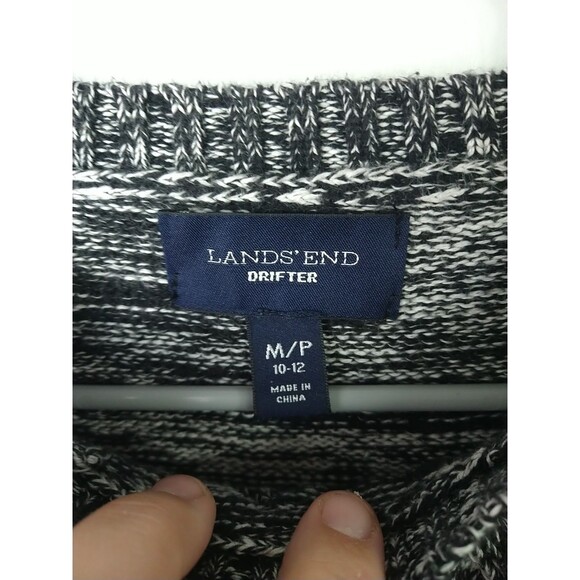 LANDS' END
DRIFTER
M/P
10-12
MADE IN
CHINA